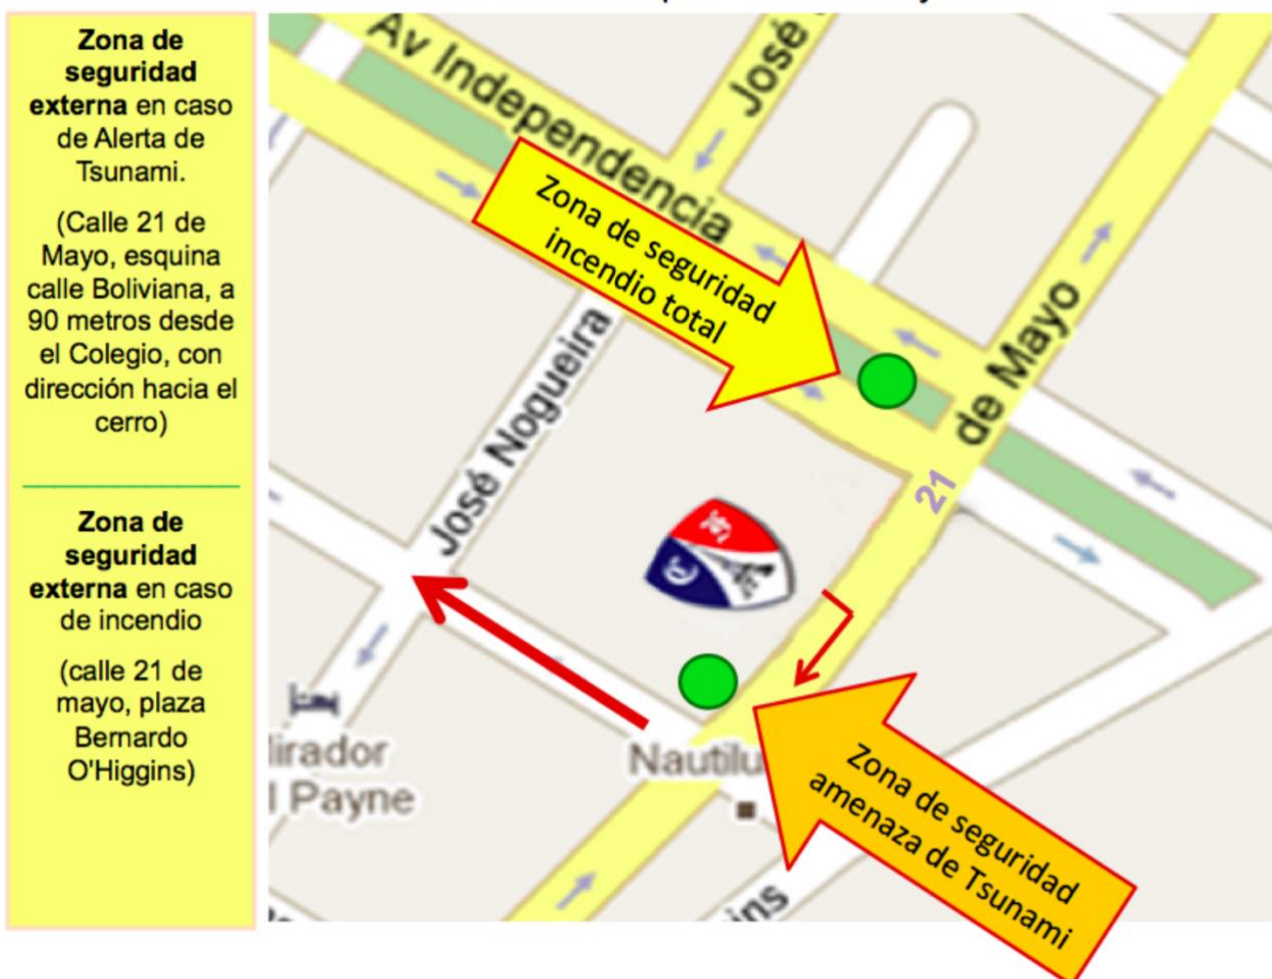 Zona de
seguridad
externa en caso
de Alerta de
Tsunami.
(Calle 21 de
Mayo, esquina
calle Boliviana, a
90 metros desde
el Colegio, con
dirección hacia el
cerro)
Zona de
seguridad
externa en caso
de incendio
(calle 21 de
mayo, plaza
Bernardo
O'Higgins)
Av Independencia
José
Zona de seguridad
incendio total
de Mayo
21
José Nogueira
lirador
l Payne
Nautilu
Zona de seguridad
amenaza de Tsunami
ins